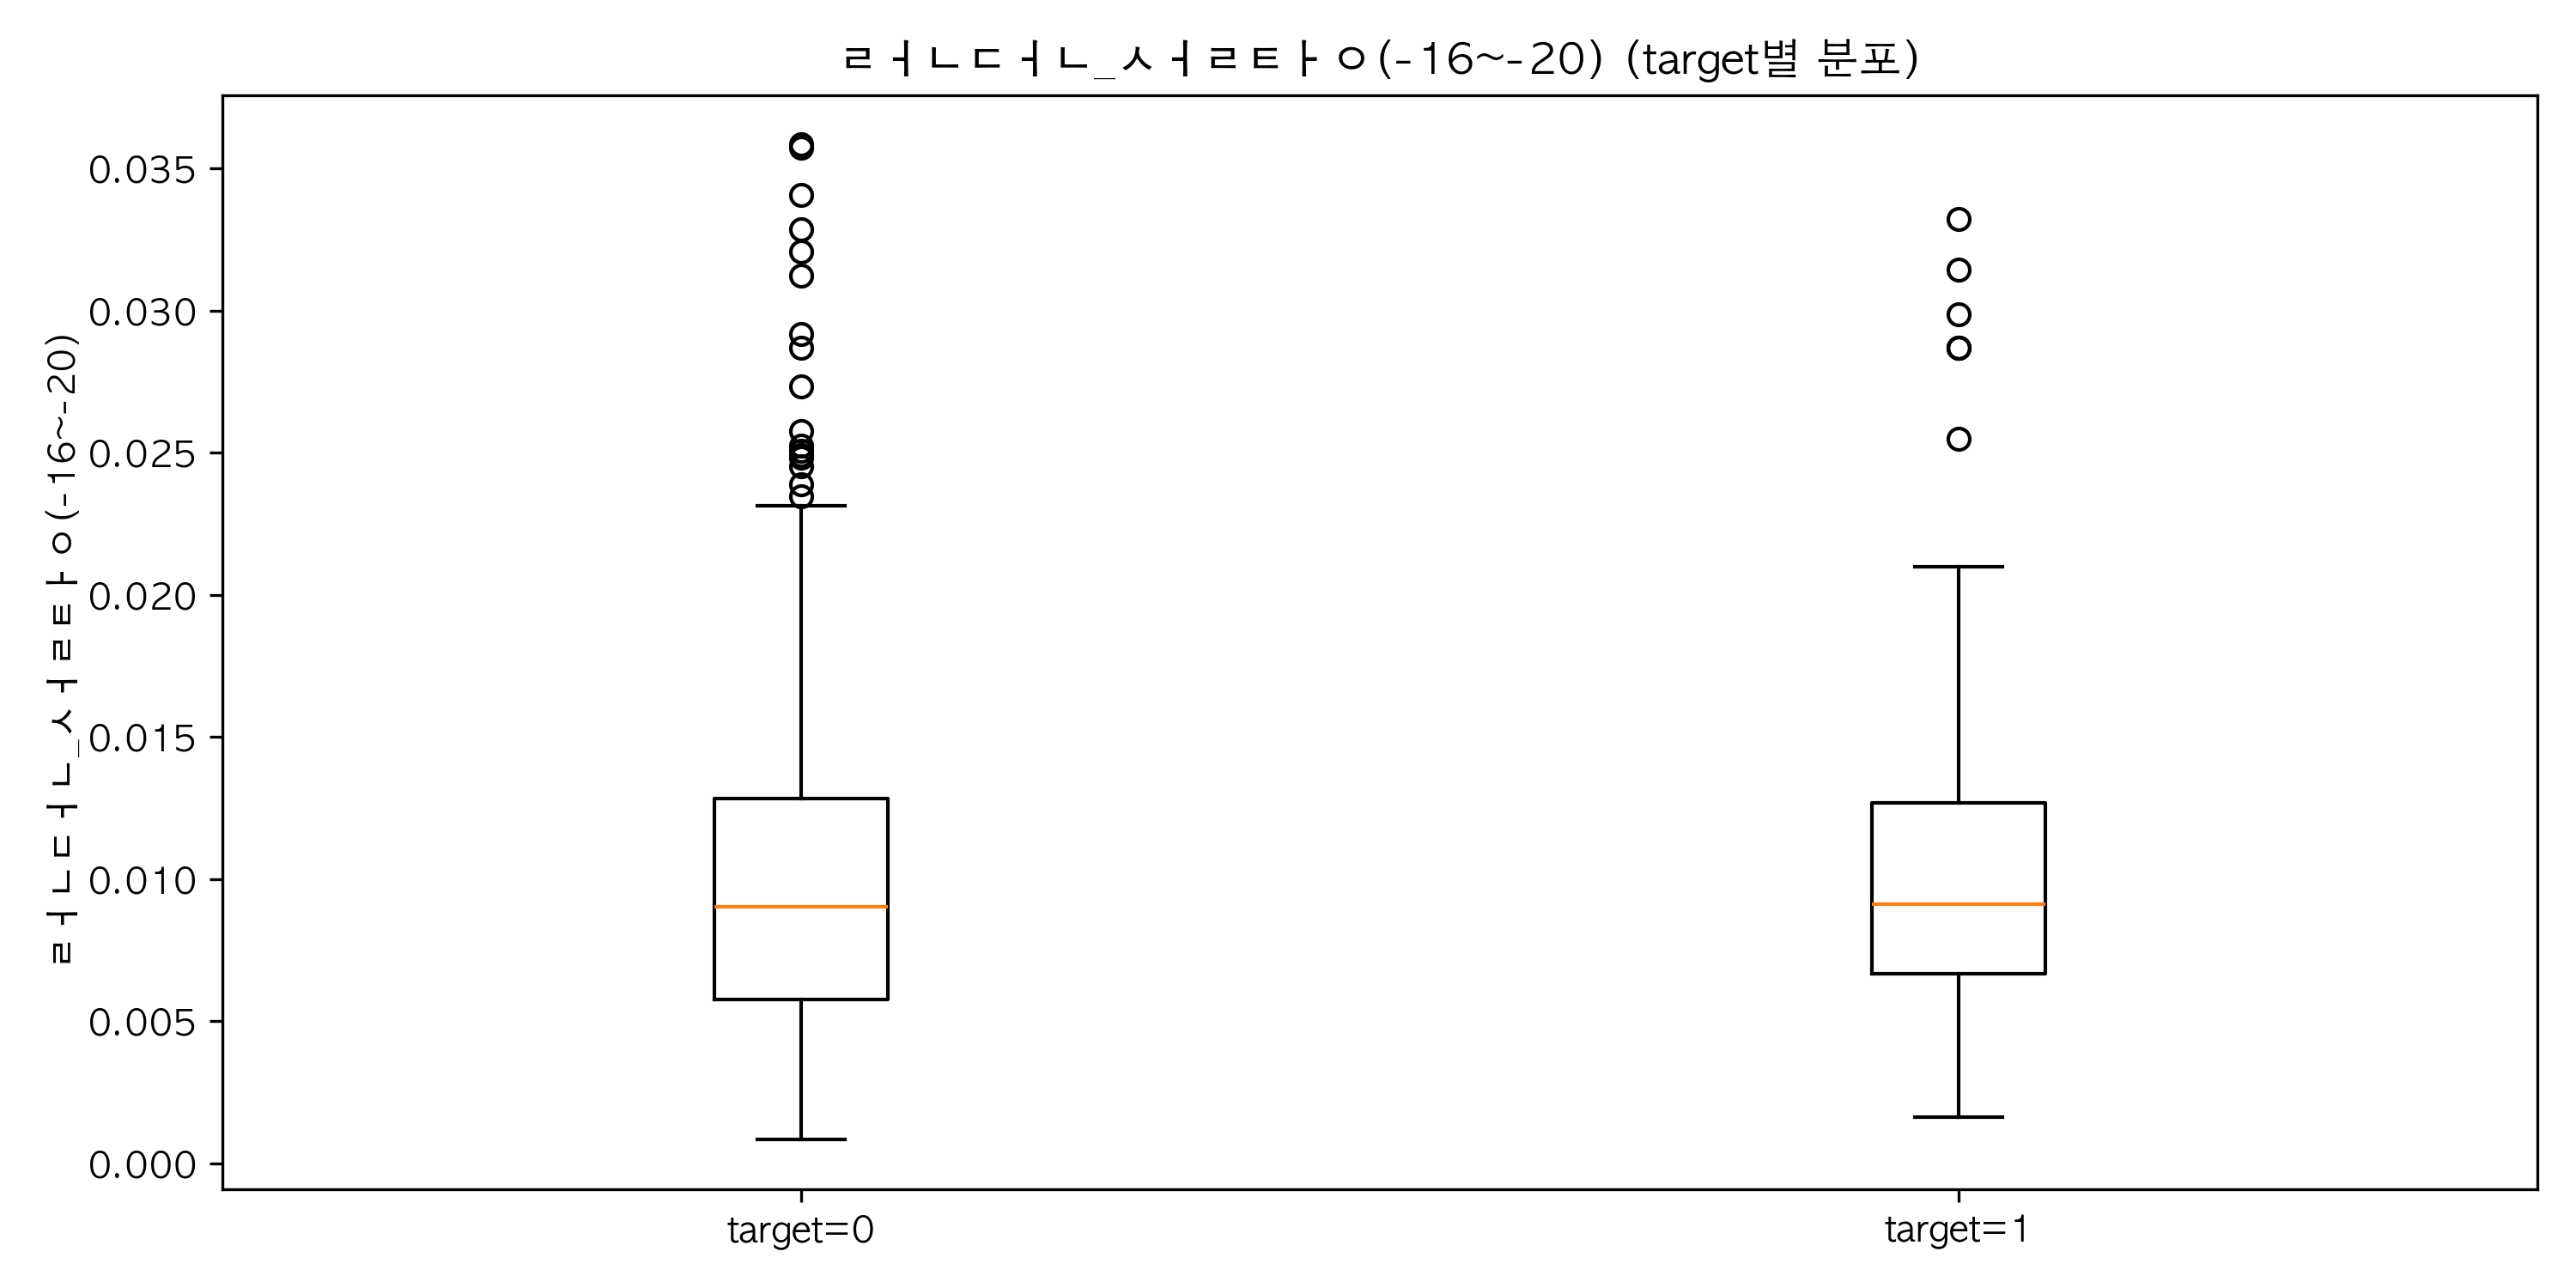 ㄹㅓㄴㄷㅓㄴ_ㅅㅓㄹㅌㅏㅇ(-16~-20) (target별 분포)
ㄹㅓㄴㄷㅓㄴ_ㅅㅓㄹㅌㅏㅇ(-16~-20)
0.035
0.030
0.025
0.020
0.015
0.010
0.005
0.000
target=0
target=1